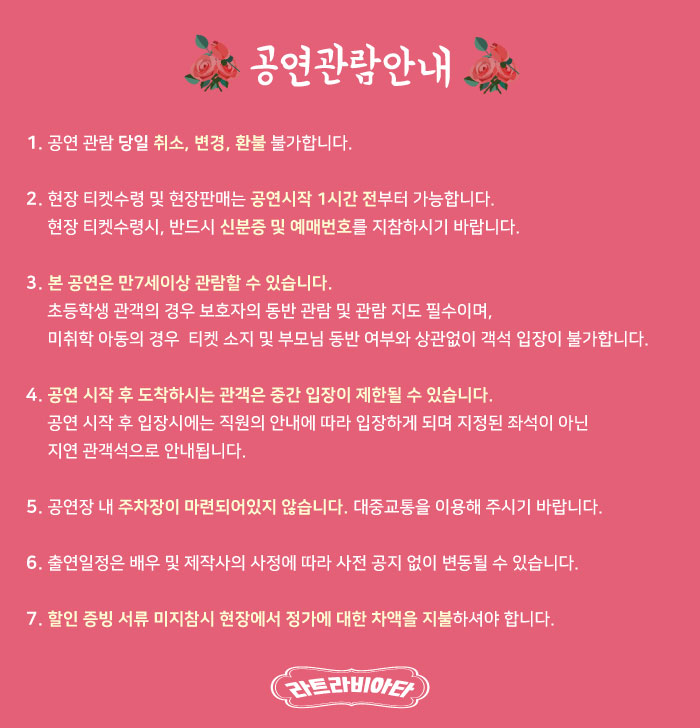 공연관람안내
1. 공연 관람 당일 취소, 변경, 환불 불가합니다.
2. 현장 티켓수령 및 현장판매는 공연시작 1시간 전부터 가능합니다.
현장 티켓수령시, 반드시 신분증 및 예매번호를 지참하시기 바랍니다.
3. 본 공연은 만7세이상 관람할 수 있습니다.
초등학생 관객의 경우 보호자의 동반 관람 및 관람 지도 필수이며,
미취학 아동의 경우 티켓 소지 및 부모님 동반 여부와 상관없이 객석 입장이 불가합니다.
4. 공연 시작 후 도착하시는 관객은 중간 입장이 제한될 수 있습니다.
공연 시작 후 입장시에는 직원의 안내에 따라 입장하게 되며 지정된 좌석이 아닌
지연 관객석으로 안내됩니다.
5. 공연장 내 주차장이 마련되어있지 않습니다. 대중교통을 이용해 주시기 바랍니다.
6. 출연일정은 배우 및 제작사의 사정에 따라 사전 공지 없이 변동될 수 있습니다.
7. 할인 증빙 서류 미지참시 현장에서 정가에 대한 차액을 지불하셔야 합니다.
라트라비아타